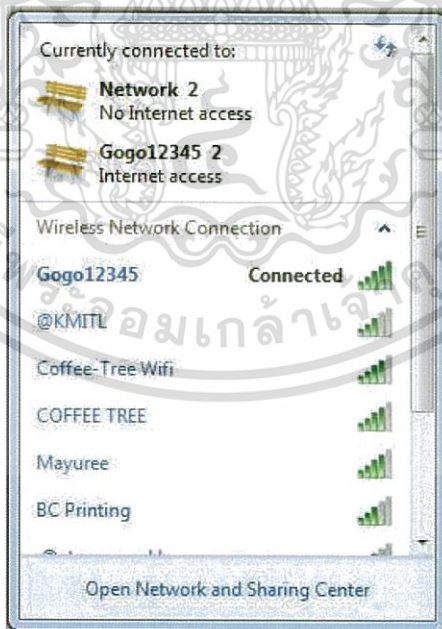 Currently connected to:
Network 2
No Internet access
Gogo12345 2
Internet access
Wireless Network Connection
Gogo12345 Connected
@KMITL
Coffee-Tree Wifi
COFFEE TREE
Mayuree
BC Printing
Open Network and Sharing Center